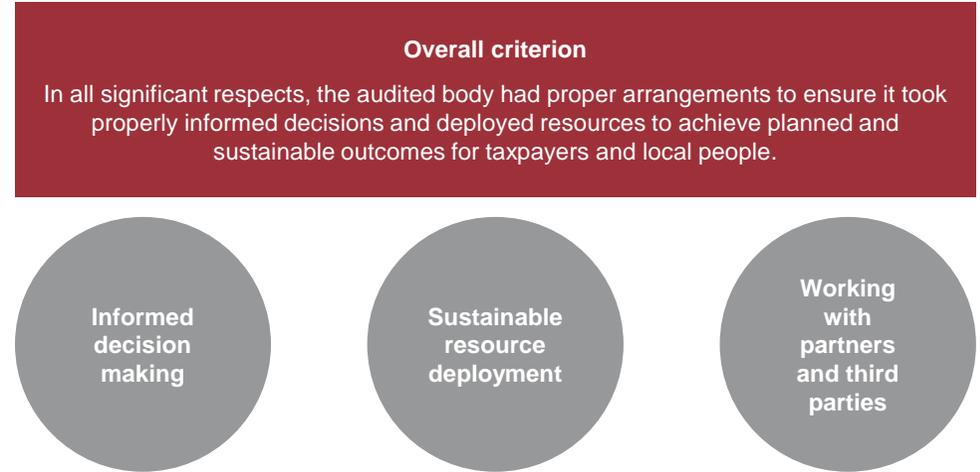 Overall criterion
In all significant respects, the audited body had proper arrangements to ensure it took
properly informed decisions and deployed resources to achieve planned and
sustainable outcomes for taxpayers and local people.
Informed
decision
making
Sustainable
resource
deployment
Working
with
partners
and third
parties